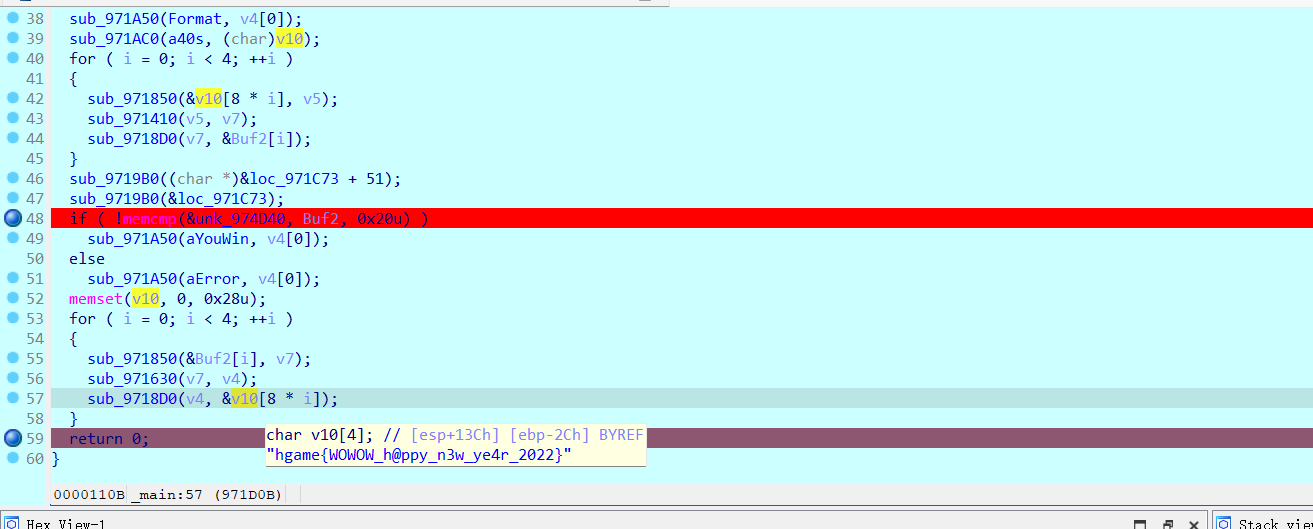 38 sub_971A50(Format, v4[0]);
39 sub_971AC0(a40s, (char)v10);
40 for ( i = 0; i < 4; ++i )
41 {
42 sub_971850(&v10[8 * i], v5);
43 sub_971410(v5, v7);
44 sub_9718D0(v7, &Buf2[i]);
45 }
46 sub_9719B0((char *)&loc_971C73 + 51);
47 sub_9719B0(&loc_971C73);
48 if ( !memcmp(&unk_974D40, Buf2, 0x20u) )
49 sub_971A50(aYouWin, v4[0]);
50 else
51 sub_971A50(aError, v4[0]);
52 memset(v10, 0, 0x28u);
53 for ( i = 0; i < 4; ++i )
54 {
55 sub_971850(&Buf2[i], v7);
56 sub_971630(v7, v4);
57 sub_9718D0(v4, &v10[8 * i]);
58 }
59 return 0;
char v10[4]; // [esp+13Ch] [ebp-2Ch] BYREF
"hgame{WOWOW_h@ppy_n3w_ye4r_2022}"
60 }
0000110B _main:57 (971D0B)
Hex View-1
Stack view